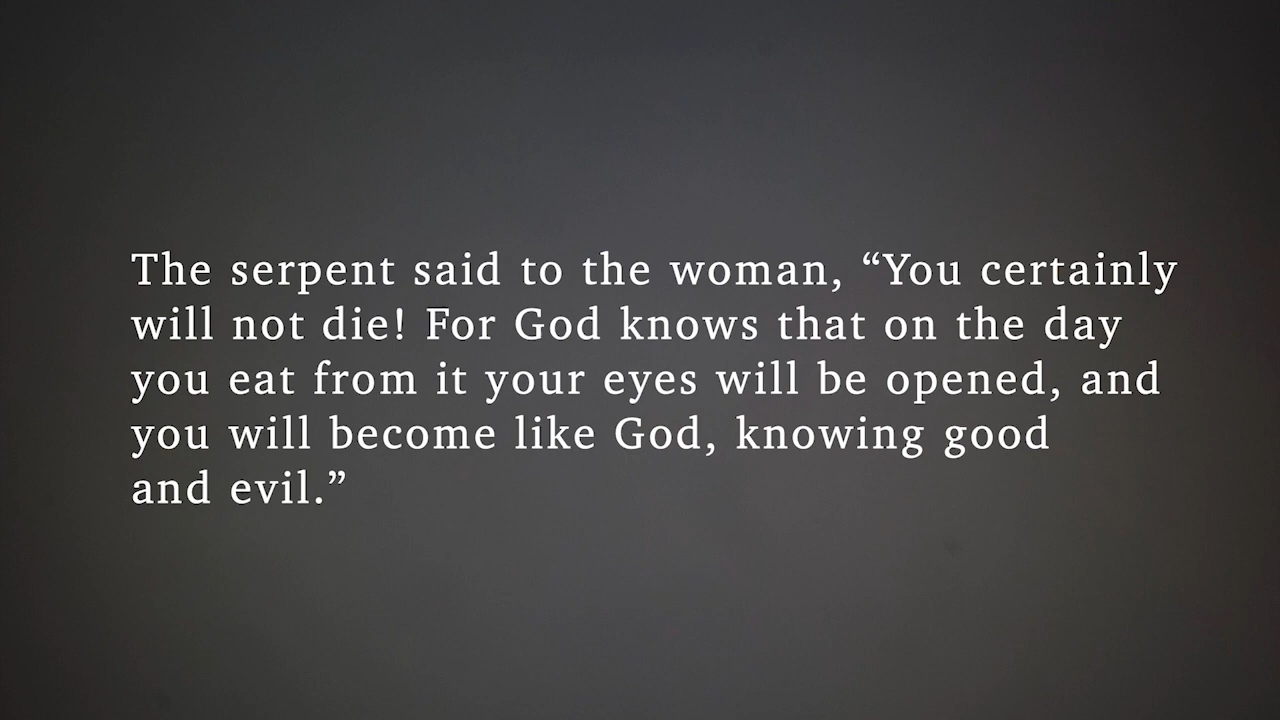 The serpent said to the woman, “You certainly
will not die! For God knows that on the day
you eat from it your eyes will be opened, and
you will become like God, knowing good
and evil.”